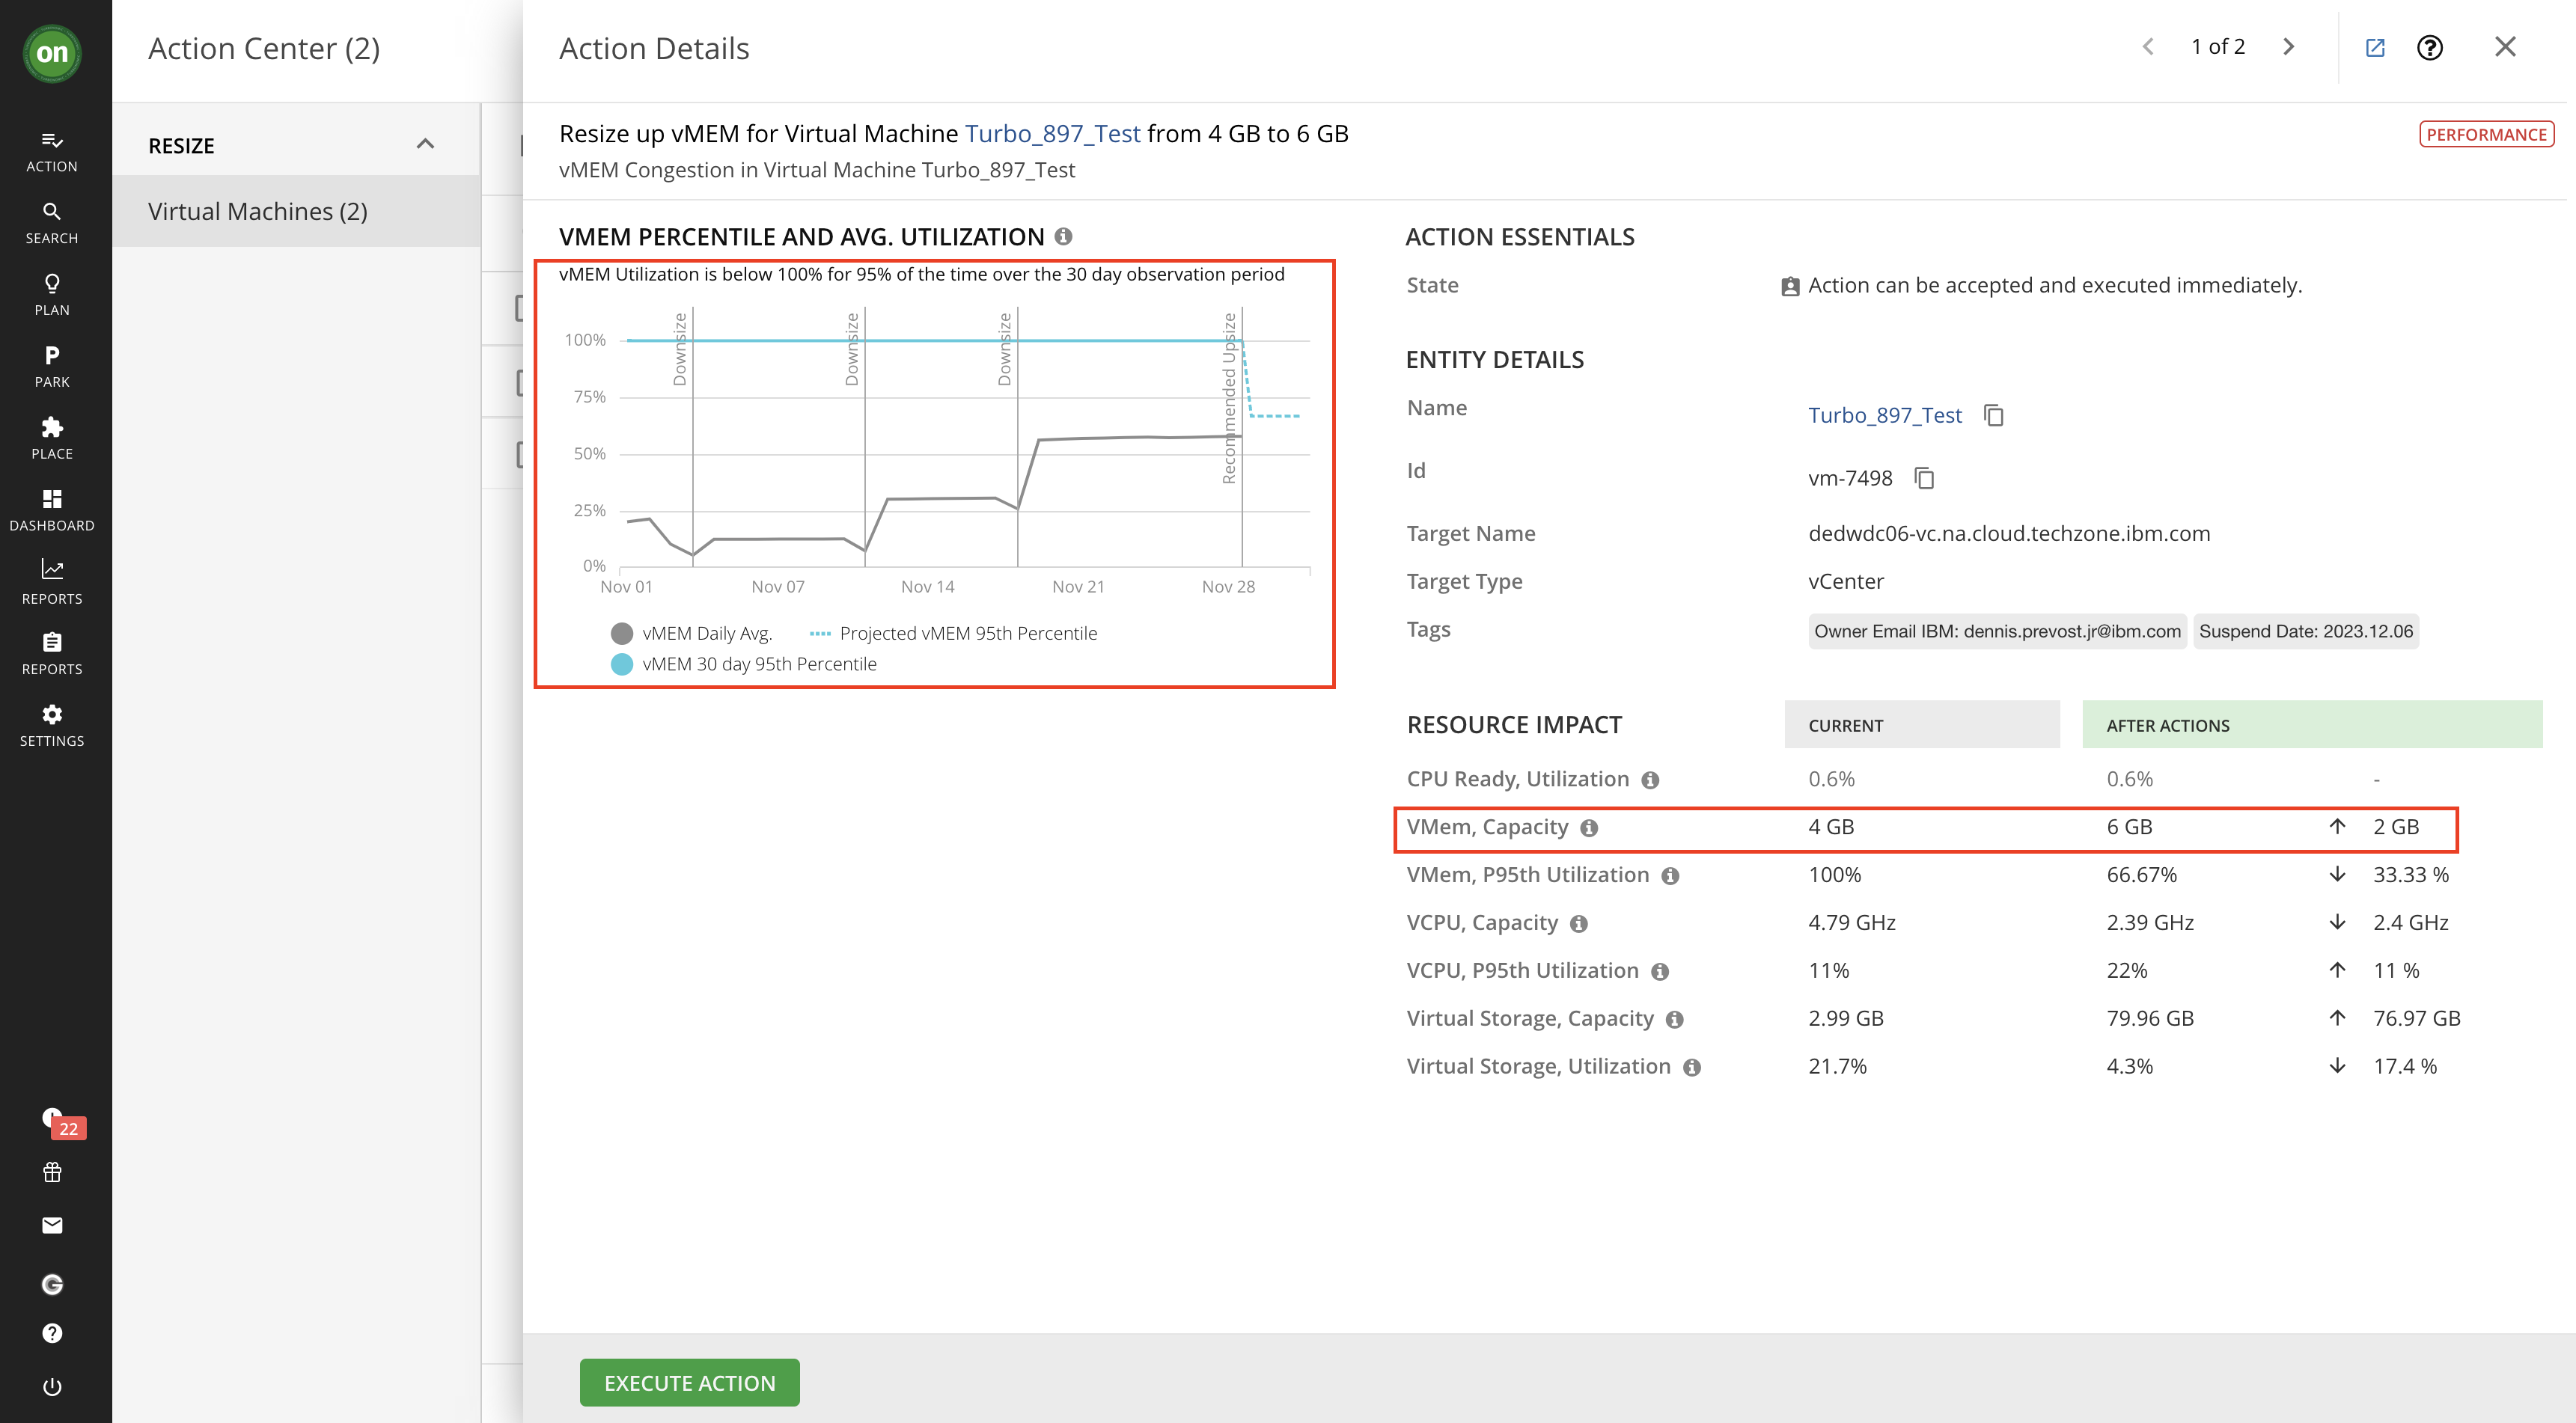 on
ACTION
SEARCH
PLAN
P
PARK
PLACE
DASHBOARD
REPORTS
REPORTS
SETTINGS
22
Action Center (2)
RESIZE
Virtual Machines (2)
Action Details
1 of 2
Resize up vMEM for Virtual Machine Turbo_897_Test from 4 GB to 6 GB
PERFORMANCE
vMEM Congestion in Virtual Machine Turbo_897_Test
VMEM PERCENTILE AND AVG. UTILIZATION
vMEM Utilization is below 100% for 95% of the time over the 30 day observation period
100%
75%
50%
25%
0%
Downsize
Downsize
Downsize
Recommended Upsize
Nov 01 Nov 07 Nov 14 Nov 21 Nov 28
vMEM Daily Avg. Projected vMEM 95th Percentile
vMEM 30 day 95th Percentile
ACTION ESSENTIALS
State Action can be accepted and executed immediately.
ENTITY DETAILS
Name Turbo_897_Test
Id vm-7498
Target Name dedwdc06-vc.na.cloud.techzone.ibm.com
Target Type vCenter
Tags Owner Email IBM: dennis.prevost.jr@ibm.com Suspend Date: 2023.12.06
RESOURCE IMPACT CURRENT AFTER ACTIONS
CPU Ready, Utilization 0.6% 0.6% -
VMem, Capacity 4 GB 6 GB ↑ 2 GB
VMem, P95th Utilization 100% 66.67% ↓ 33.33 %
VCPU, Capacity 4.79 GHz 2.39 GHz ↓ 2.4 GHz
VCPU, P95th Utilization 11% 22% ↑ 11 %
Virtual Storage, Capacity 2.99 GB 79.96 GB ↑ 76.97 GB
Virtual Storage, Utilization 21.7% 4.3% ↓ 17.4 %
EXECUTE ACTION